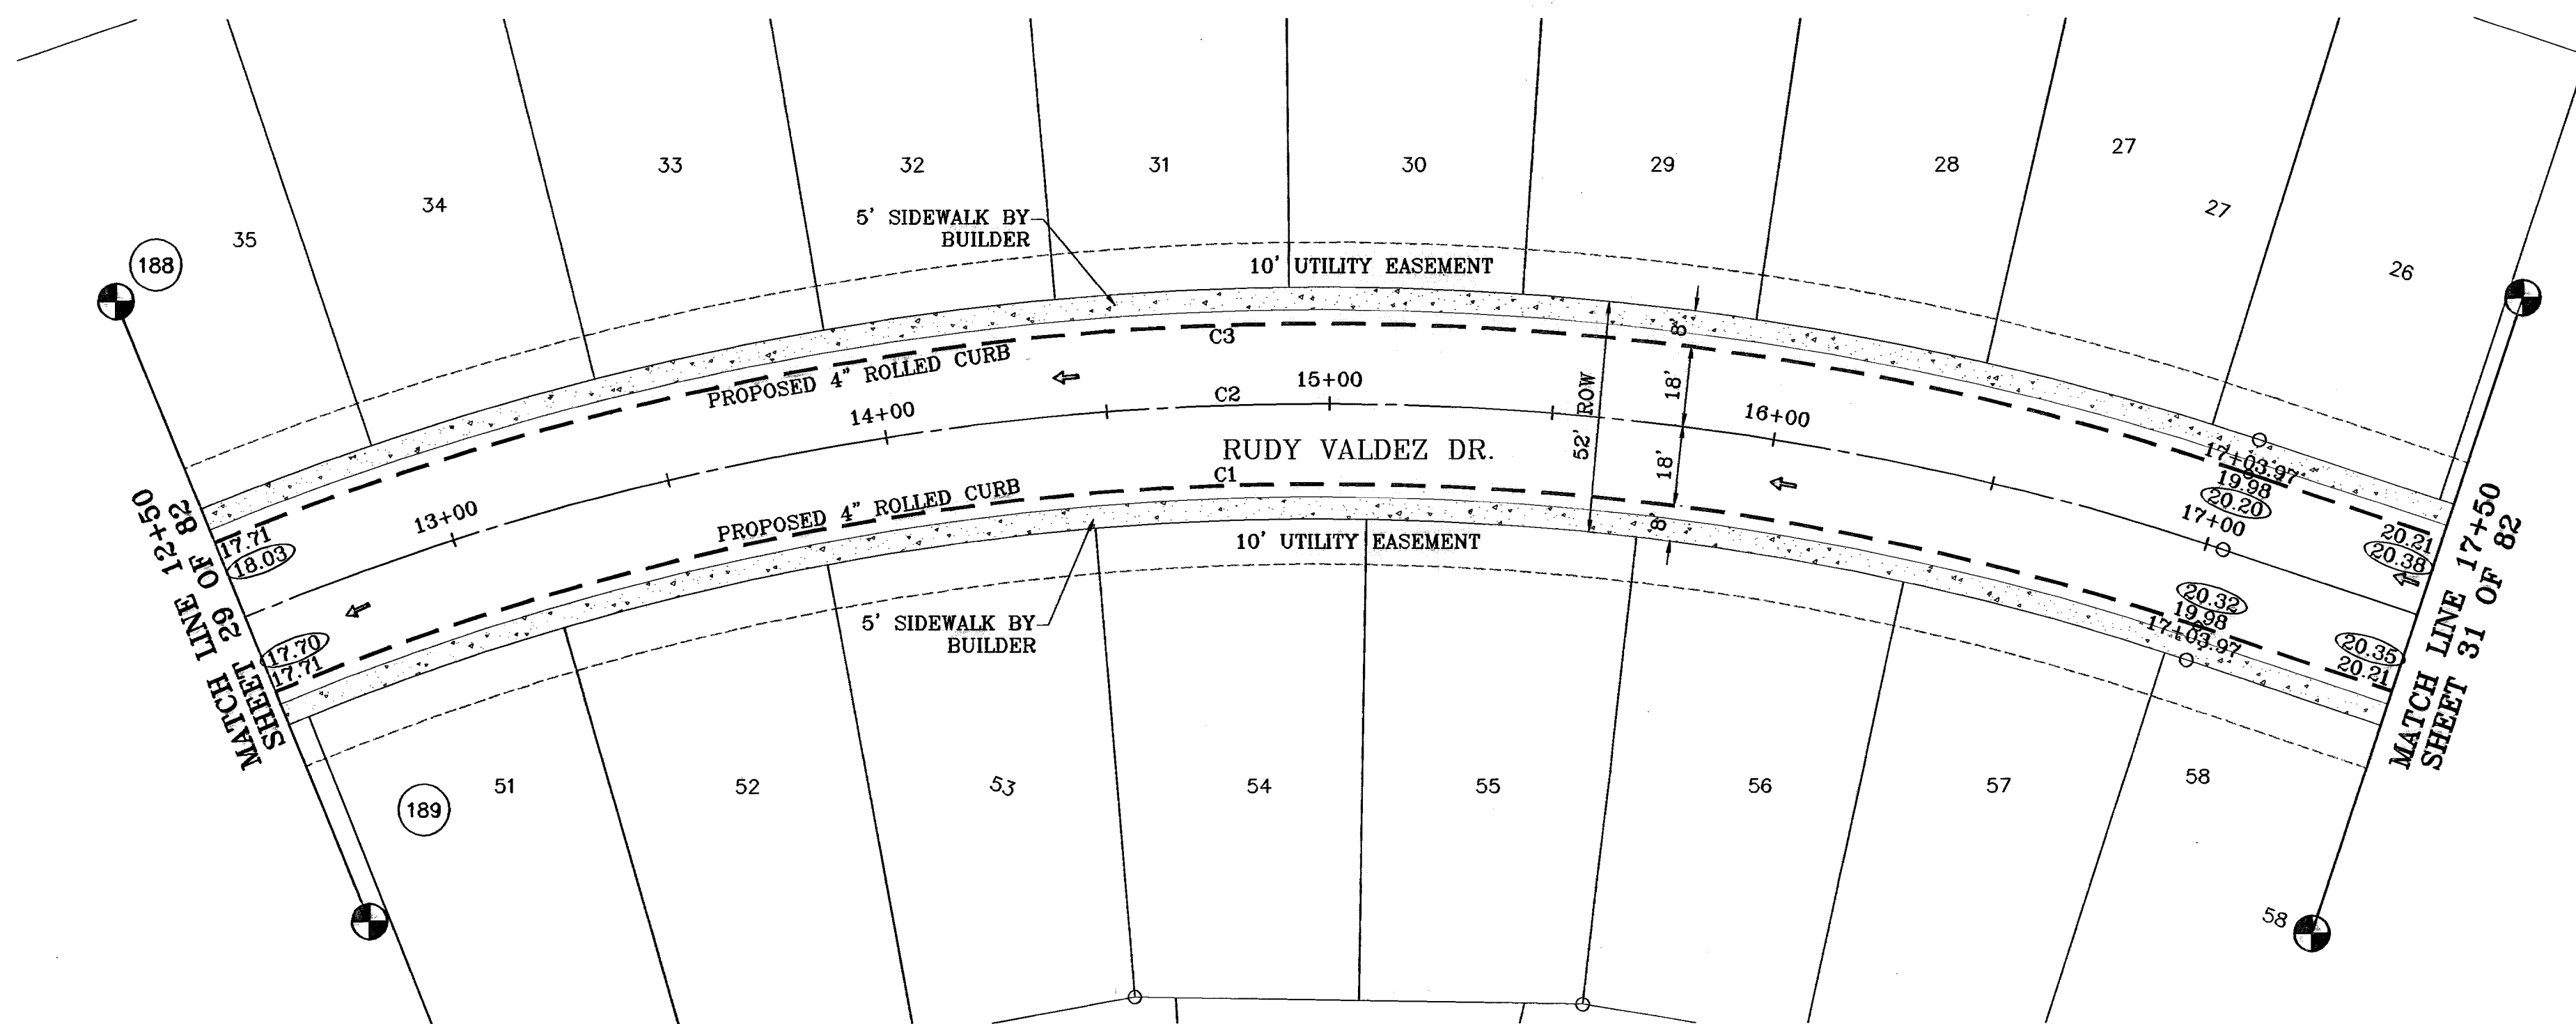 33
32
31
30
29
28
27
27
34
35
26
188
5' SIDEWALK BY
BUILDER
10' UTILITY EASEMENT
C3
8'
PROPOSED 4" ROLLED CURB
15+00
18'
52' ROW
14+00
C2
16+00
RUDY VALDEZ DR.
18'
C1
PROPOSED 4" ROLLED CURB
13+00
8'
10' UTILITY EASEMENT
17+03.97
19.98
20.20
17+00
20.21
20.38
17.71
18.03
20.32
19.98
17+03.97
20.35
20.21
17.70
17.71
5' SIDEWALK BY
BUILDER
MATCH LINE 12+50
SHEET 29 OF 82
MATCH LINE 17+50
SHEET 31 OF 82
51
52
53
54
55
56
57
58
189
58